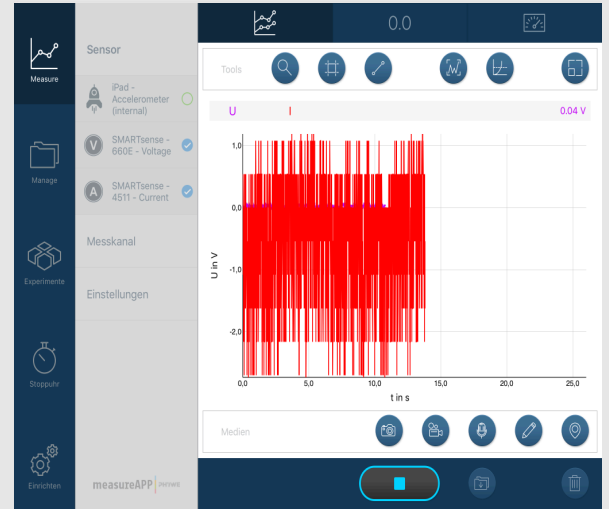 0.0
Measure
Sensor
Tools
iPad -
Accelerometer
(internal)
U
I
0.04 V
V
SMARTsense -
660E - Voltage
1,0
Manage
A
SMARTsense -
4511 - Current
0,0
Messkanal
U in V
-1,0
Experimente
Einstellungen
-2,0
Stoppuhr
0,0
5,0
10,0
15,0
20,0
25,0
t in s
Medien
Einrichten
measureAPP